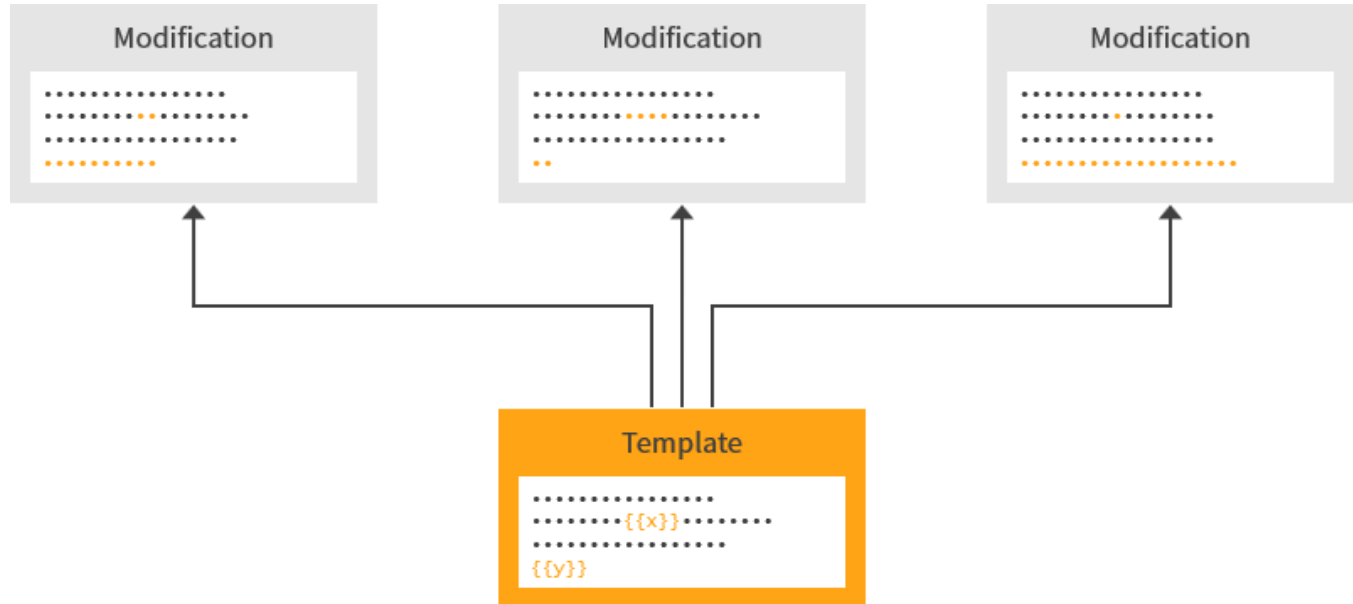 Modification
Modification
Modification
Template
{{x}}
{{y}}